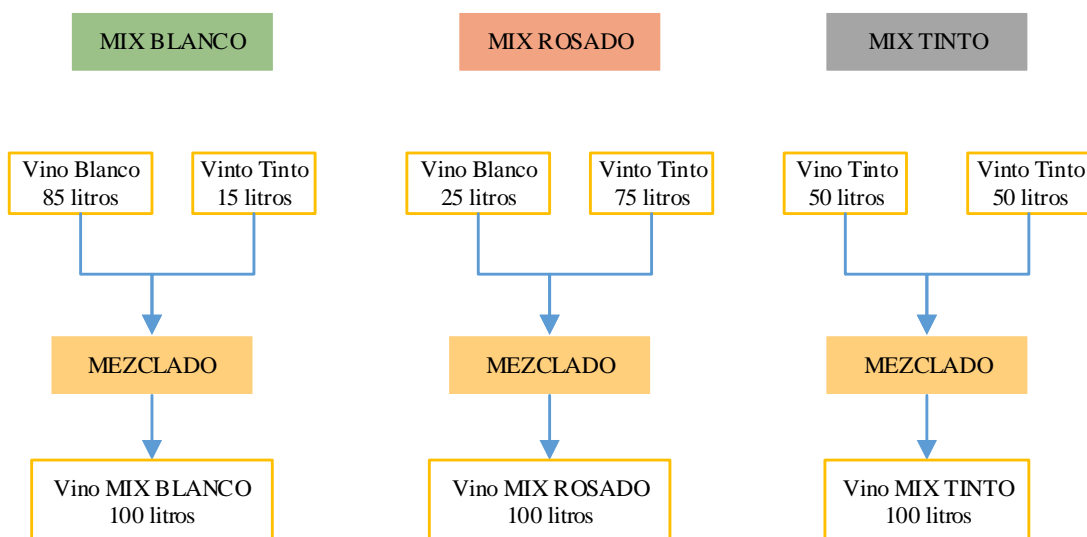 MIX BLANCO
MIX ROSADO
MIX TINTO
Vino Blanco
85 litros
Vinto Tinto
15 litros
Vino Blanco
25 litros
Vinto Tinto
75 litros
Vino Tinto
50 litros
Vinto Tinto
50 litros
MEZCLADO
MEZCLADO
MEZCLADO
Vino MIX BLANCO
100 litros
Vino MIX ROSADO
100 litros
Vino MIX TINTO
100 litros